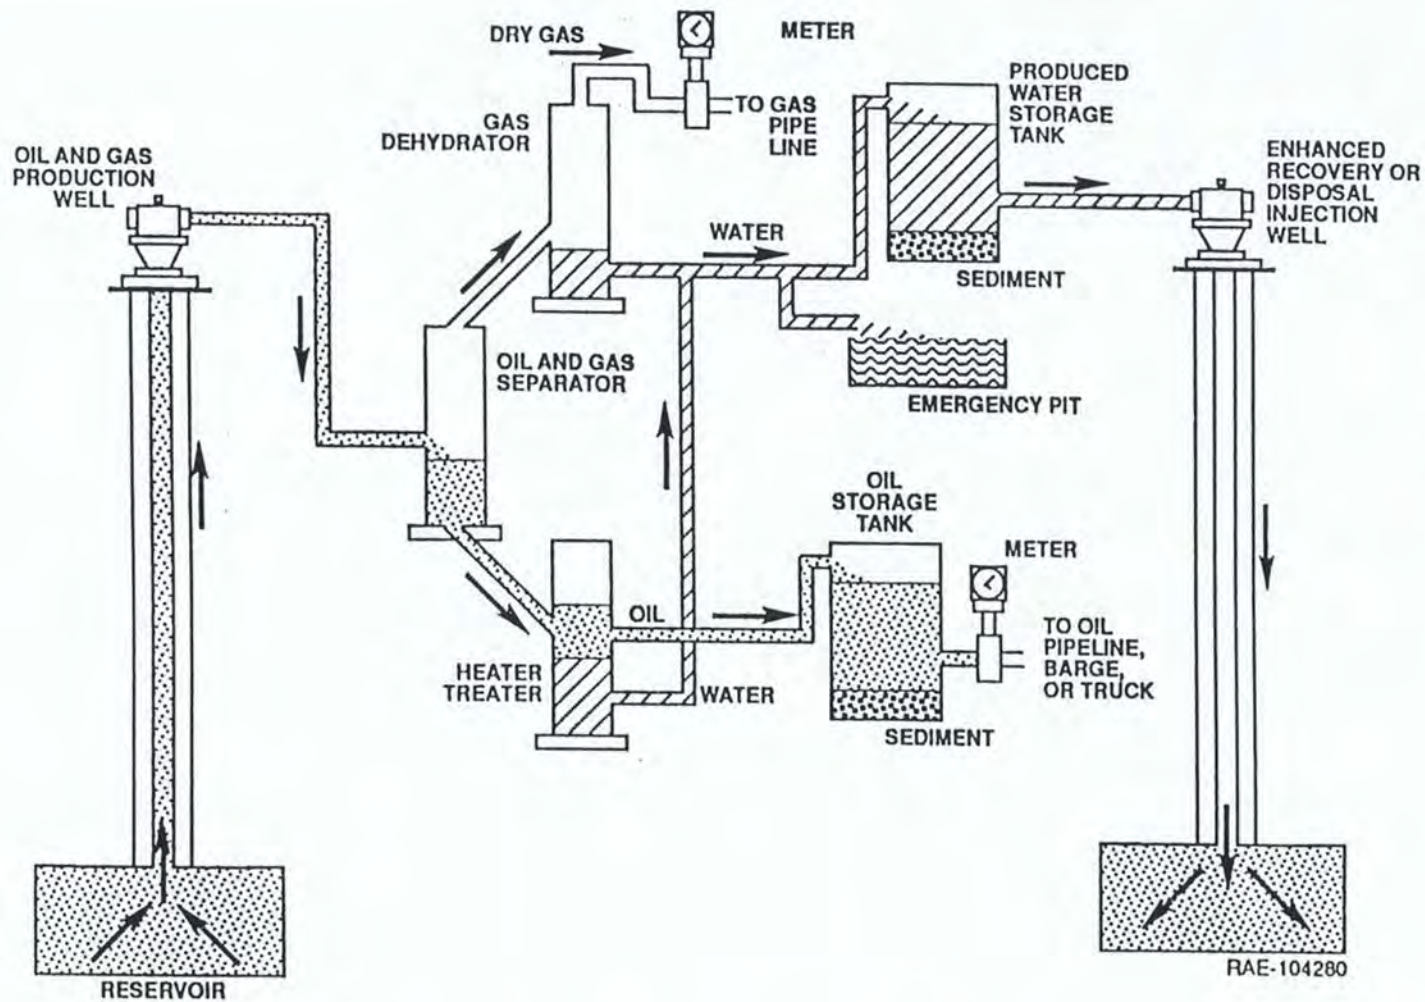 DRY GAS
METER
GAS
DEHYDRATOR
TO GAS
PIPE
LINE
PRODUCED
WATER
STORAGE
TANK
OIL AND GAS
PRODUCTION
WELL
ENHANCED
RECOVERY OR
DISPOSAL
INJECTION
WELL
WATER
SEDIMENT
OIL AND GAS
SEPARATOR
EMERGENCY PIT
OIL
STORAGE
TANK
METER
OIL
HEATER
TREATER
WATER
TO OIL
PIPELINE,
BARGE,
OR TRUCK
SEDIMENT
RESERVOIR
RAE-104280